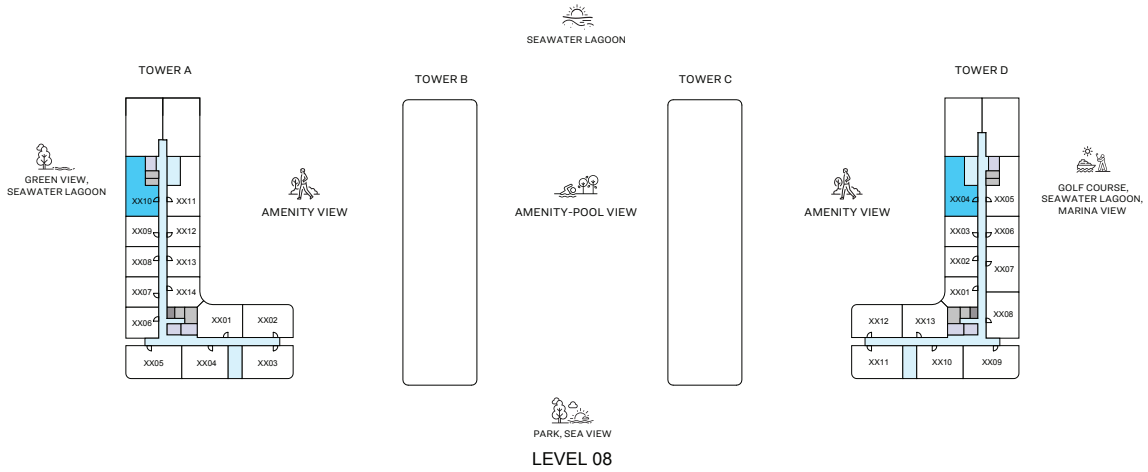 SEAWATER LAGOON
TOWER A
TOWER B
TOWER C
TOWER D
GREEN VIEW,
SEAWATER LAGOON
AMENITY VIEW
AMENITY-POOL VIEW
AMENITY VIEW
GOLF COURSE,
SEAWATER LAGOON,
MARINA VIEW
XX10 XX11
XX09 XX12
XX08 XX13
XX07 XX14
XX06 XX01 XX02
XX05 XX04 XX03
XX04 XX05
XX03 XX06
XX02 XX07
XX01 XX08
XX12 XX13
XX11 XX10 XX09
PARK, SEA VIEW
LEVEL 08